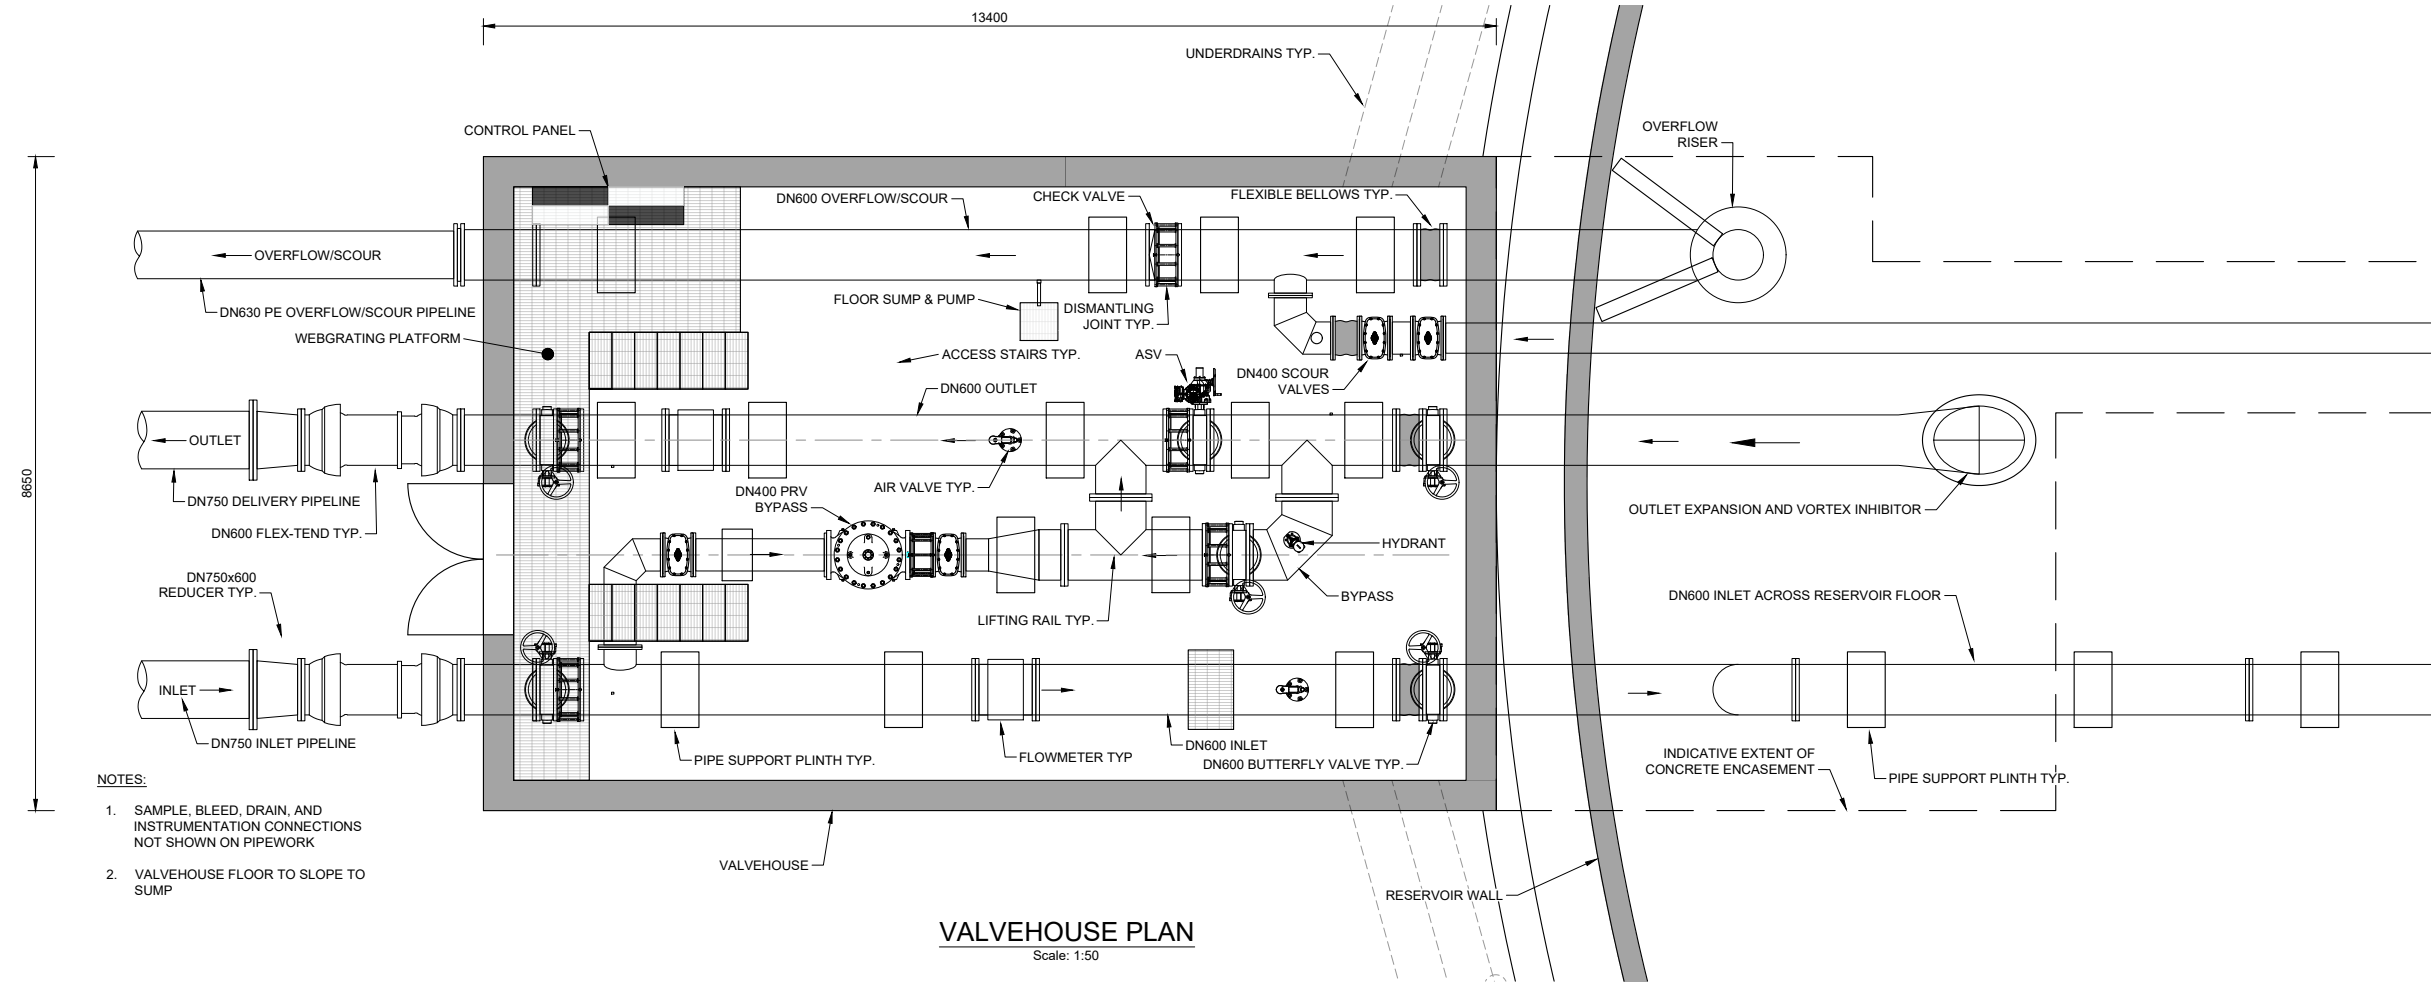 13400
UNDERDRAINS TYP.
CONTROL PANEL
OVERFLOW
RISER
DN600 OVERFLOW/SCOUR
CHECK VALVE
FLEXIBLE BELLOWS TYP.
OVERFLOW/SCOUR
DN630 PE OVERFLOW/SCOUR PIPELINE
FLOOR SUMP & PUMP
DISMANTLING
JOINT TYP.
WEBGRATING PLATFORM
ACCESS STAIRS TYP.
ASV
DN400 SCOUR
VALVES
DN600 OUTLET
OUTLET
8650
DN750 DELIVERY PIPELINE
DN400 PRV
BYPASS
AIR VALVE TYP.
OUTLET EXPANSION AND VORTEX INHIBITOR
DN600 FLEX-TEND TYP.
HYDRANT
DN750x600
REDUCER TYP.
BYPASS
DN600 INLET ACROSS RESERVOIR FLOOR
LIFTING RAIL TYP.
INLET
DN750 INLET PIPELINE
PIPE SUPPORT PLINTH TYP.
FLOWMETER TYP
DN600 INLET
DN600 BUTTERFLY VALVE TYP.
INDICATIVE EXTENT OF
CONCRETE ENCASEMENT
PIPE SUPPORT PLINTH TYP.
NOTES:
1. SAMPLE, BLEED, DRAIN, AND
INSTRUMENTATION CONNECTIONS
NOT SHOWN ON PIPEWORK
2. VALVEHOUSE FLOOR TO SLOPE TO
SUMP
VALVEHOUSE
RESERVOIR WALL
VALVEHOUSE PLAN
Scale: 1:50